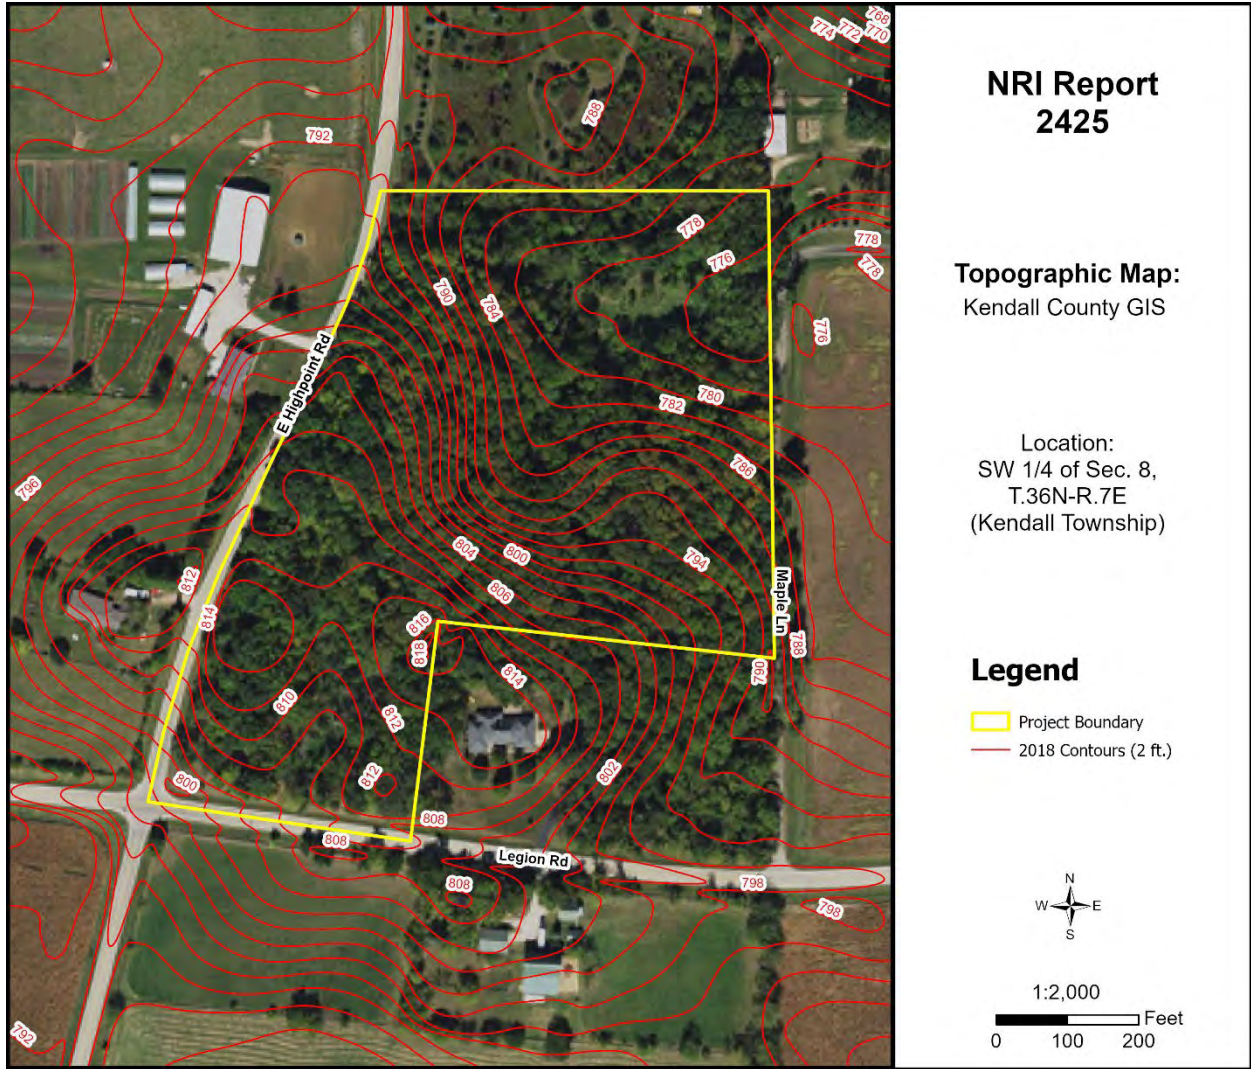 768
774
772
770
788
792
NRI Report
2425
778
778
776
778
790
784
776
Topographic Map:
Kendall County GIS
E Highpoint Rd
782
780
786
796
Location:
SW 1/4 of Sec. 8,
T.36N-R.7E
(Kendall Township)
804
800
794
812
806
Maple Ln
814
816
818
788
790
814
810
812
Legend
Project Boundary
2018 Contours (2 ft.)
800
812
802
808
808
Legion Rd
808
798
798
N
W E
S
792
1:2,000
Feet
0 100 200